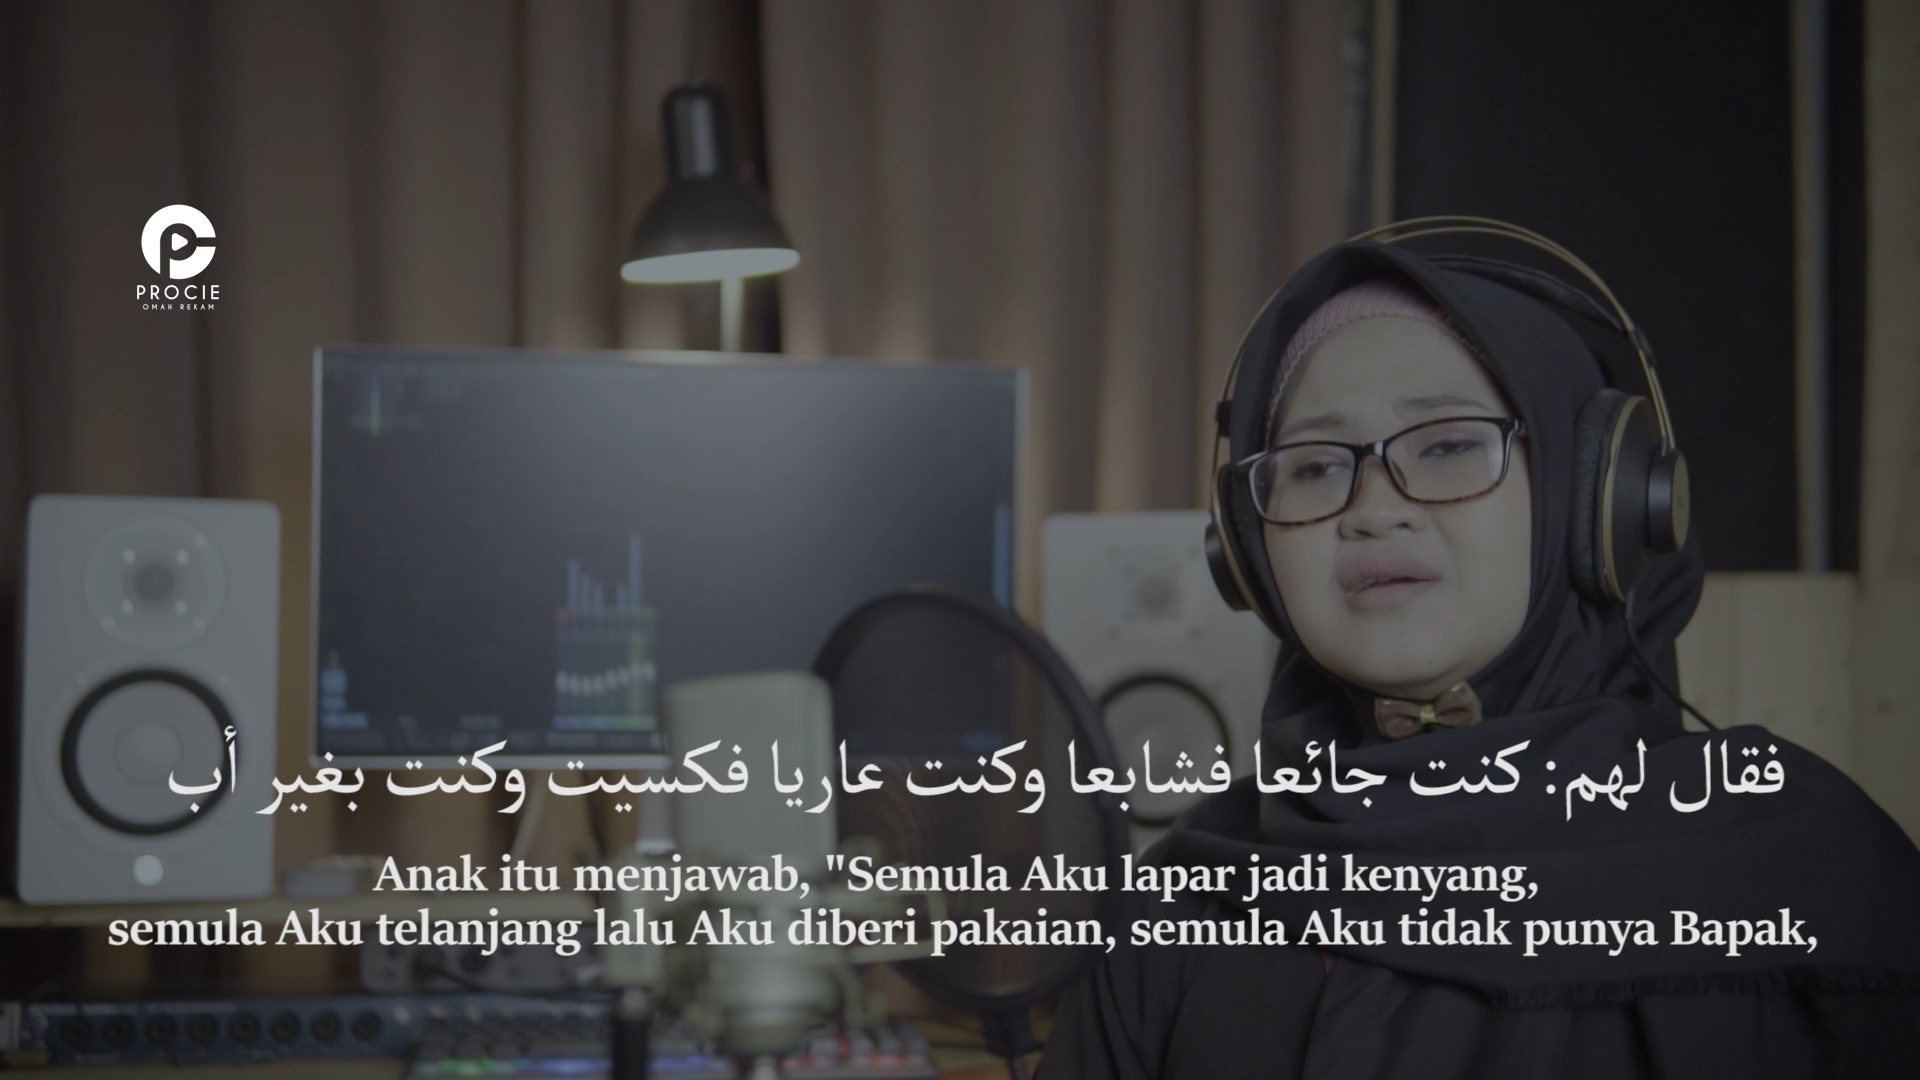 PROCIE
OMAH REKAM
فقال لهم: كنت جائعا فشابعا وكنت عاريا فكسيت وكنت بغير أب
Anak itu menjawab, "Semula Aku lapar jadi kenyang,
semula Aku telanjang lalu Aku diberi pakaian, semula Aku tidak punya Bapak,